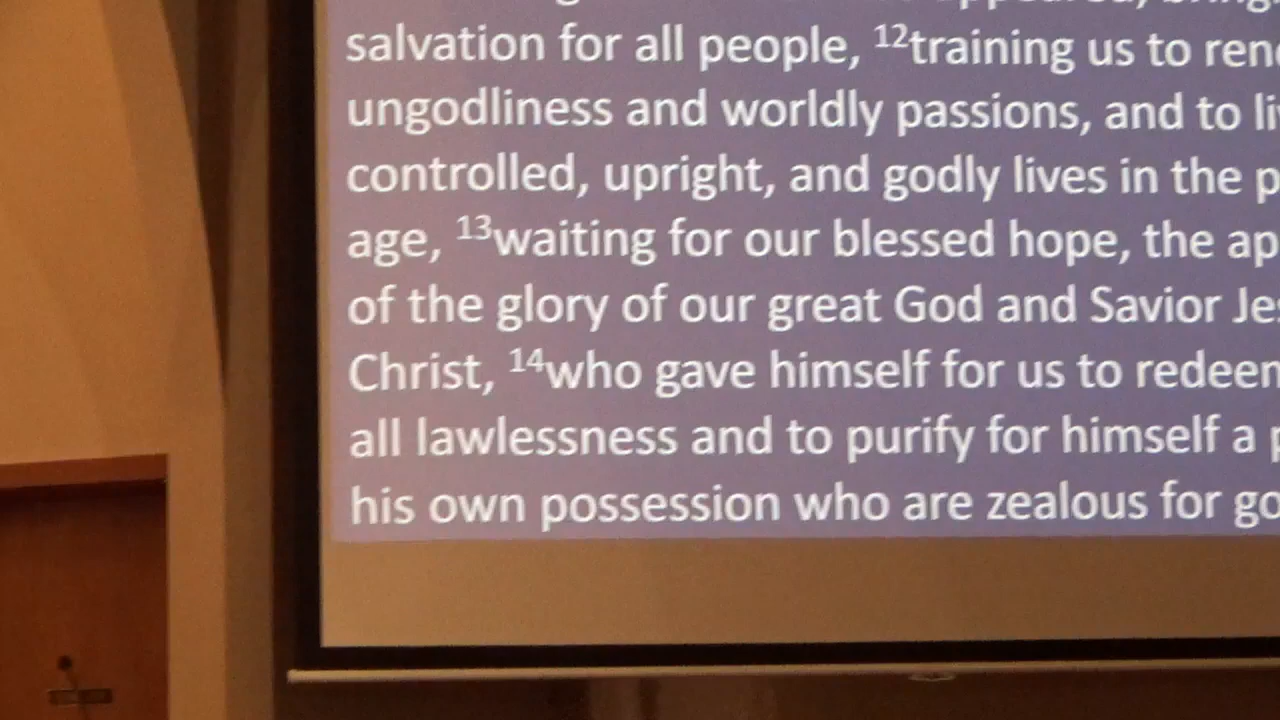 salvation for all people, ¹²training us to
ungodliness and worldly passions, and to
controlled, upright, and godly lives in the
age, ¹³waiting for our blessed hope, the
of the glory of our great God and Savior
Christ, ¹⁴who gave himself for us to
all lawlessness and to purify for himself a
his own possession who are zealous for